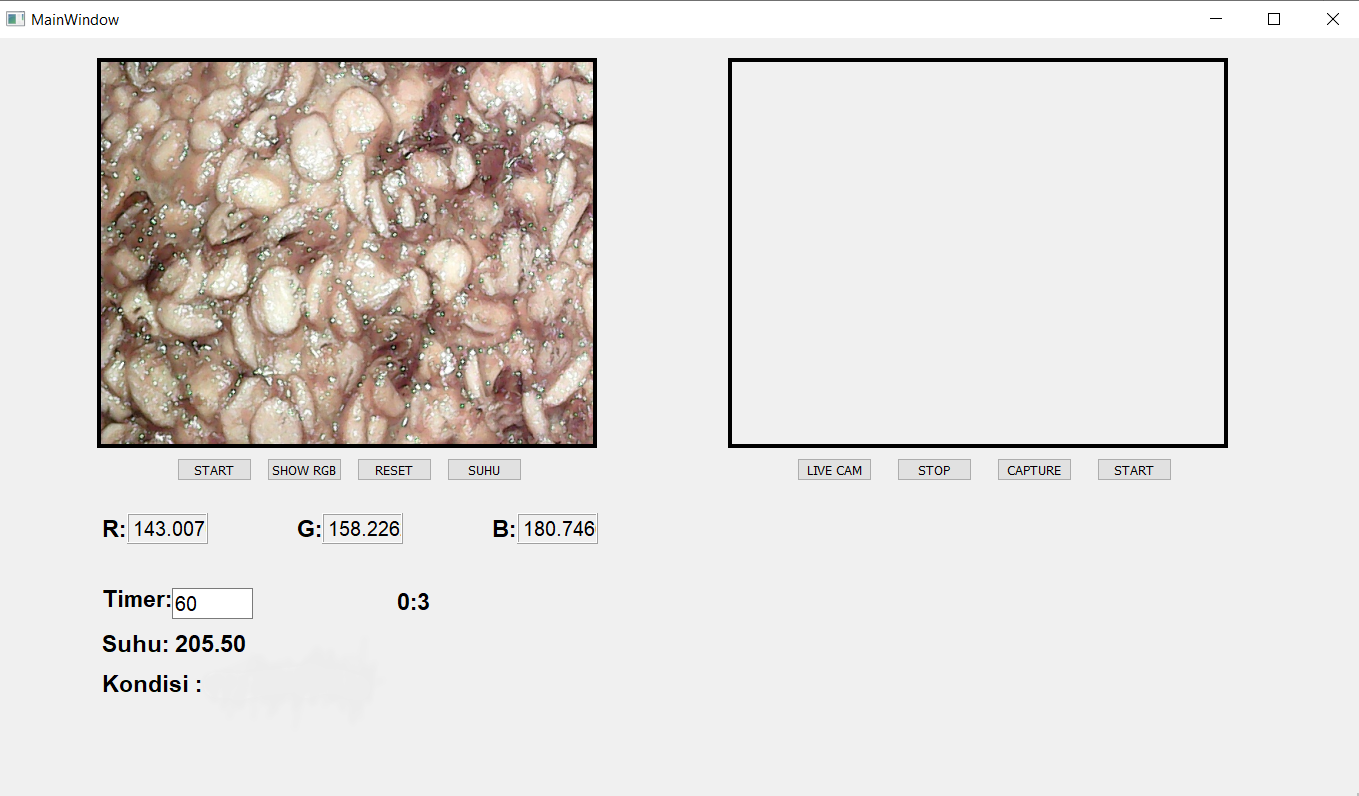 MainWindow
START SHOW RGB RESET SUHU
LIVE CAM STOP CAPTURE START
R: 143.007 G: 158.226 B: 180.746
Timer: 60 0:3
Suhu: 205.50
Kondisi :